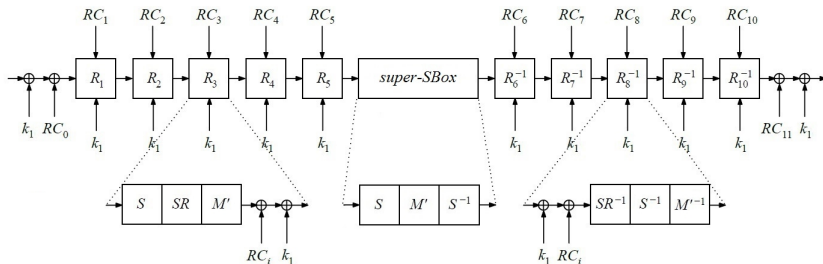 RC₁ RC₂ RC₃ RC₄ RC₅ RC₆ RC₇ RC₈ RC₉ RC₁₀
R₁ R₂ R₃ R₄ R₅ super-SBox R₆⁻¹ R₇⁻¹ R₈⁻¹ R₉⁻¹ R₁₀⁻¹
k₁ RC₀ k₁ k₁ k₁ k₁ k₁ k₁ k₁ k₁ k₁ k₁ RC₁₁ k₁
S SR M′ S M′ S⁻¹ SR⁻¹ S⁻¹ M′⁻¹
RCᵢ k₁ k₁ RCᵢ